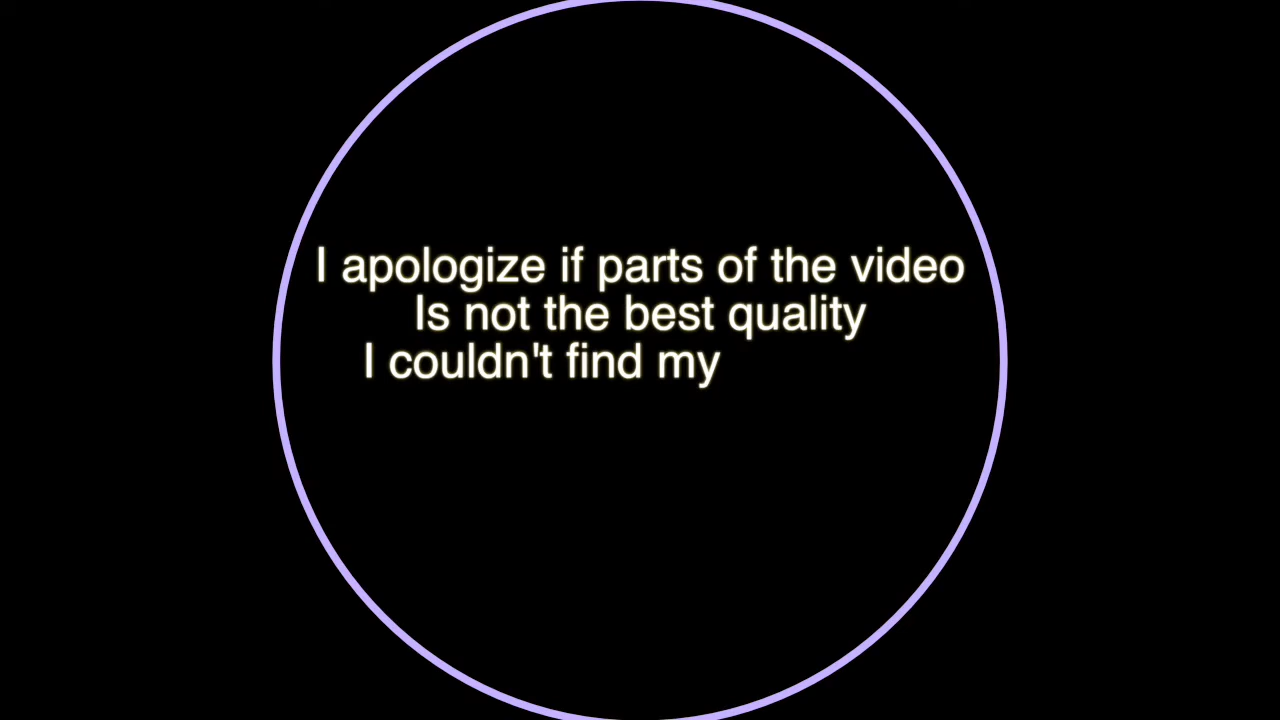 I apologize if parts of the video
Is not the best quality
I couldn't find my